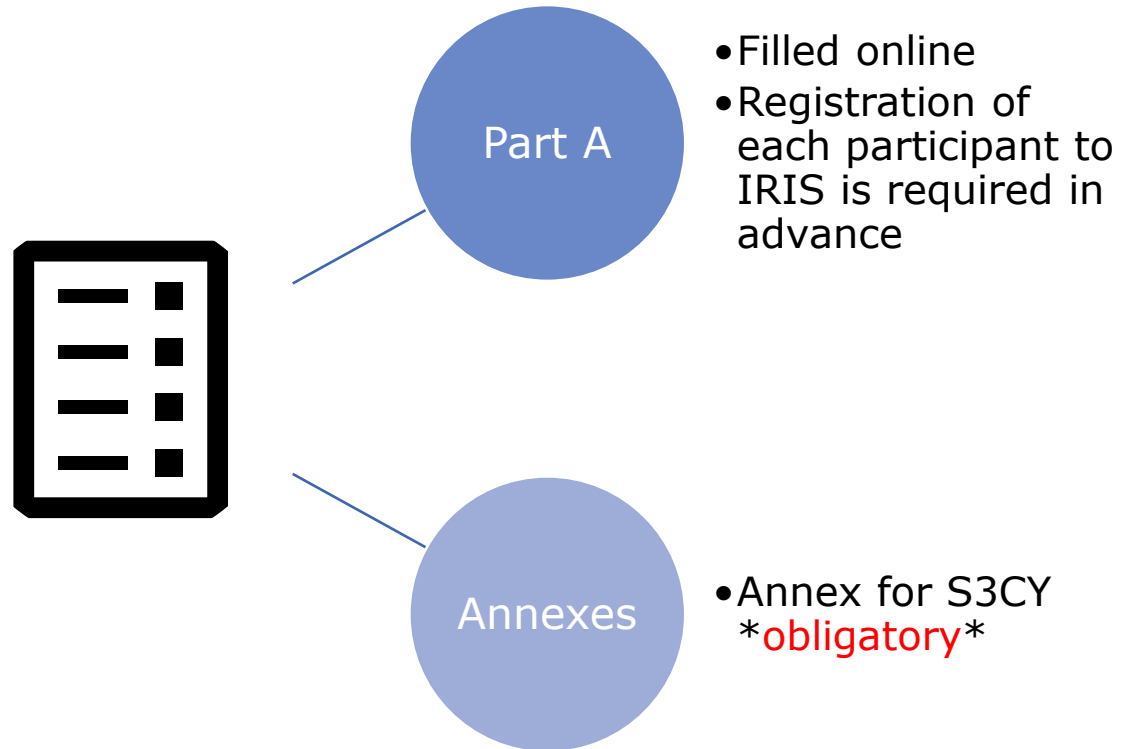 Part A
•Filled online
•Registration of
each participant to
IRIS is required in
advance
Annexes
•Annex for S3CY
*obligatory*